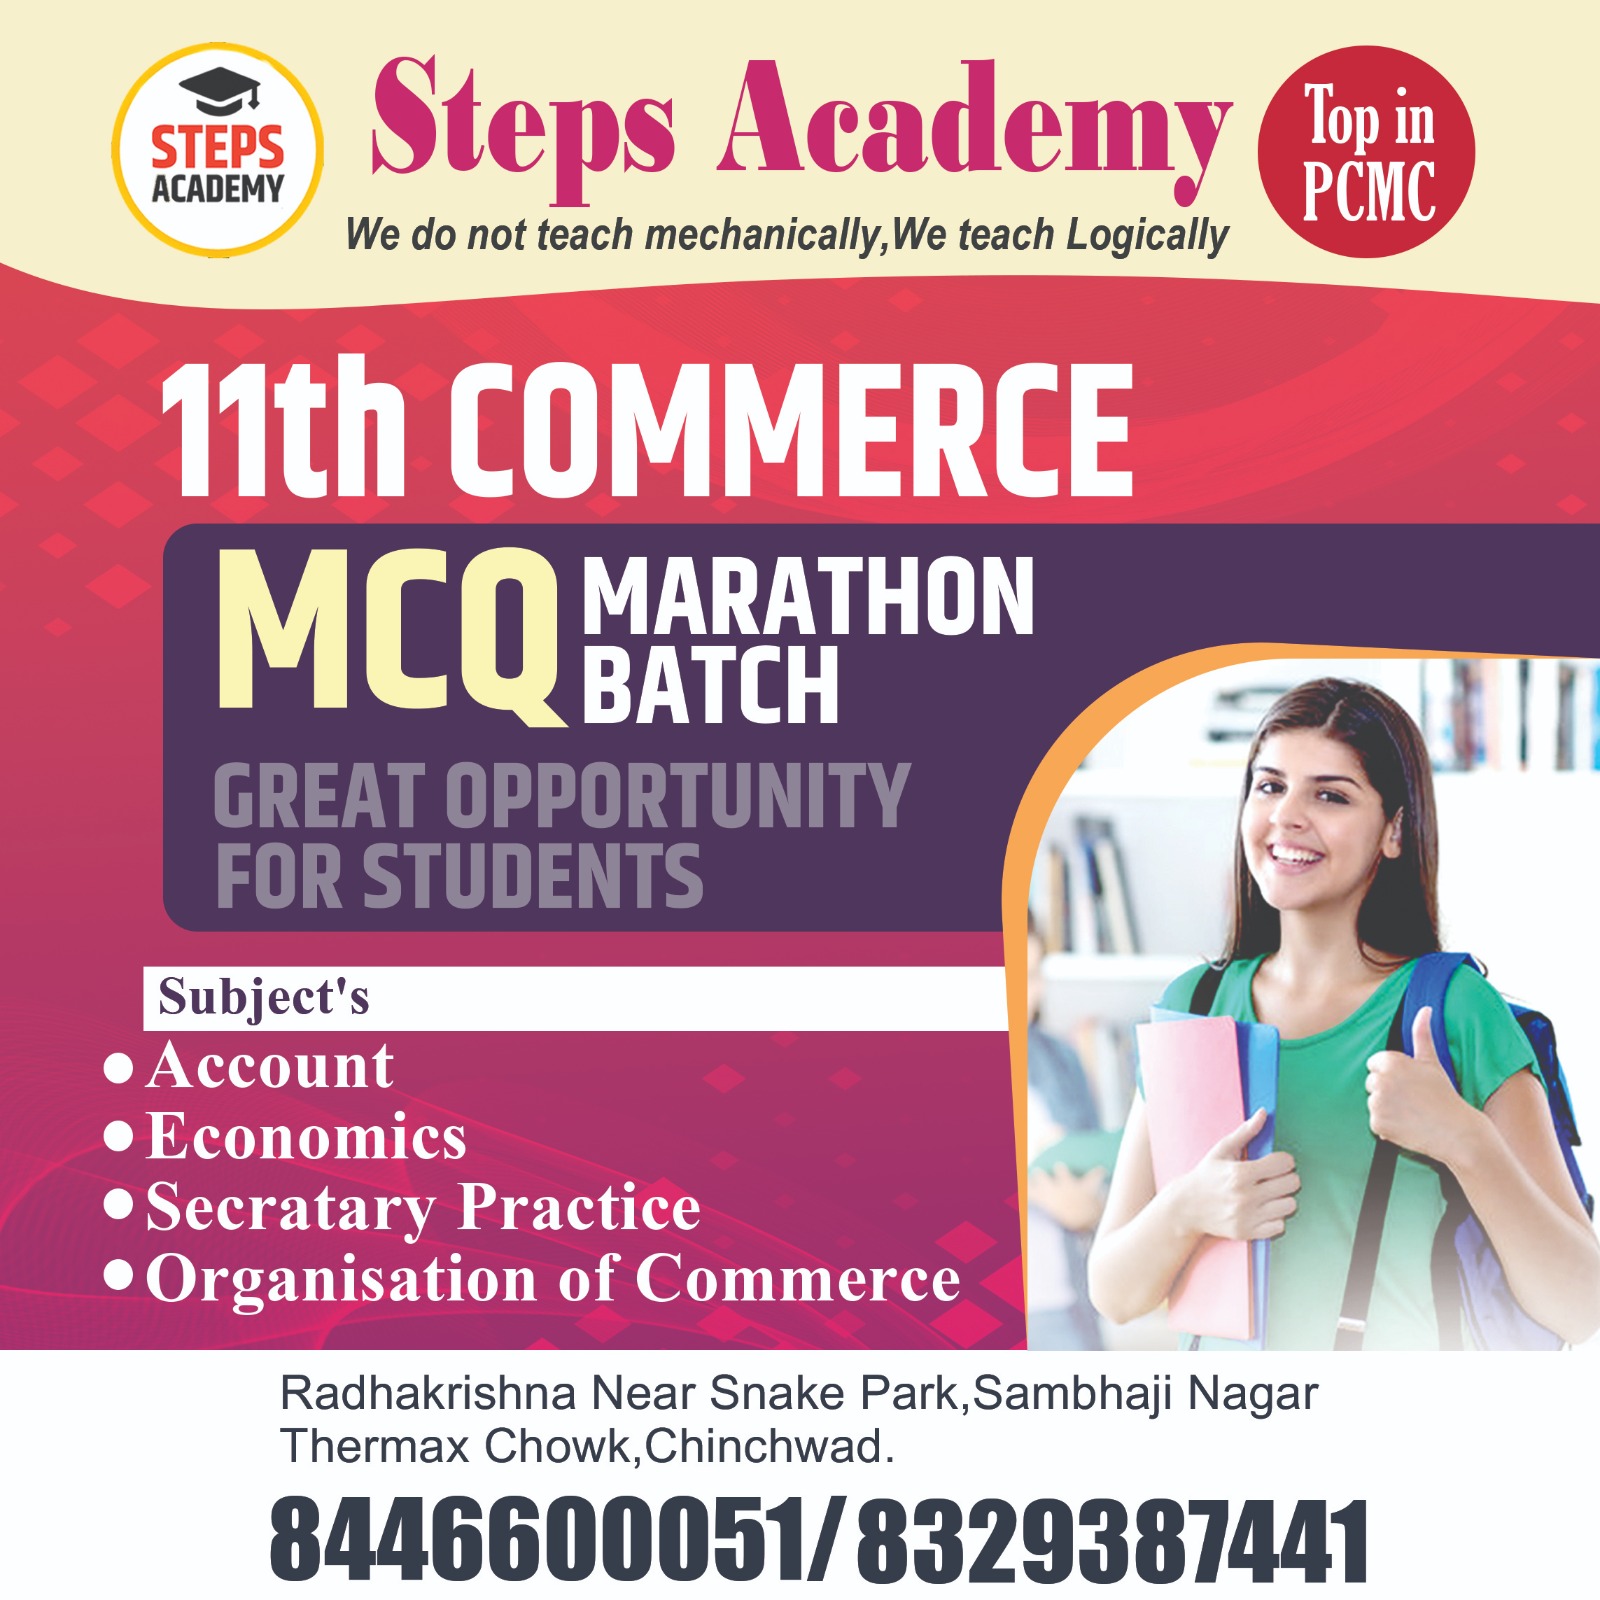 STEPS
ACADEMY
Steps Academy
We do not teach mechanically,We teach Logically
Top in
PCMC
11th COMMERCE
MCQ MARATHON
BATCH
GREAT OPPORTUNITY
FOR STUDENTS
Subject's
• Account
• Economics
• Secratary Practice
• Organisation of Commerce
Radhakrishna Near Snake Park,Sambhaji Nagar
Thermax Chowk,Chinchwad.
8446600051/8329387441